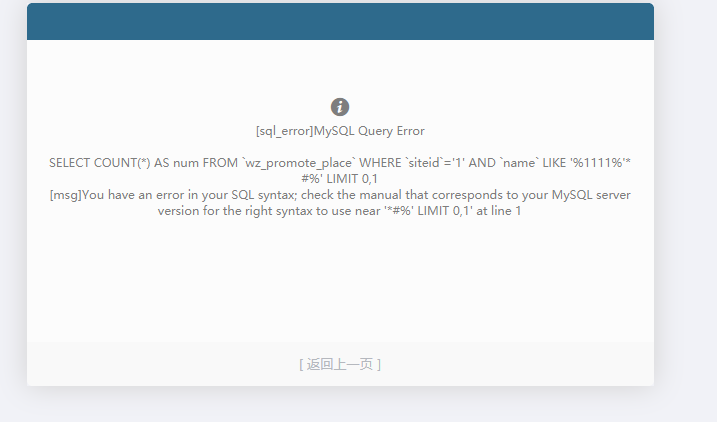 [sql_error]MySQL Query Error
SELECT COUNT(*) AS num FROM `wz_promote_place` WHERE `siteid`='1' AND `name` LIKE '%1111%'*
#%' LIMIT 0,1
[msg]You have an error in your SQL syntax; check the manual that corresponds to your MySQL server
version for the right syntax to use near '*#%' LIMIT 0,1' at line 1
[ 返回上一页 ]